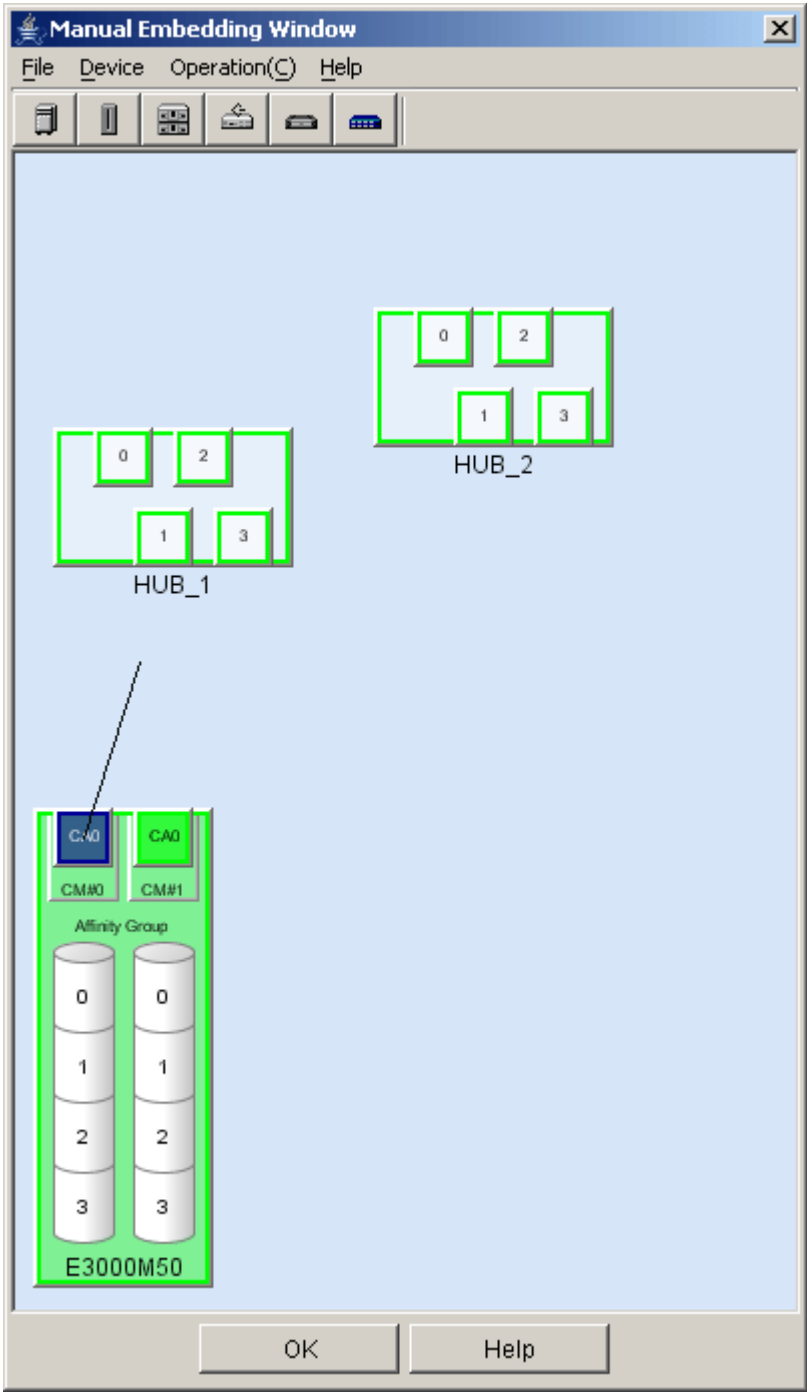 Manual Embedding Window
File Device Operation(C) Help
0 2
1 3
HUB_2
0 2
1 3
HUB_1
CA0 CA0
CM#0 CM#1
Affinity Group
0 0
1 1
2 2
3 3
E3000M50
OK Help